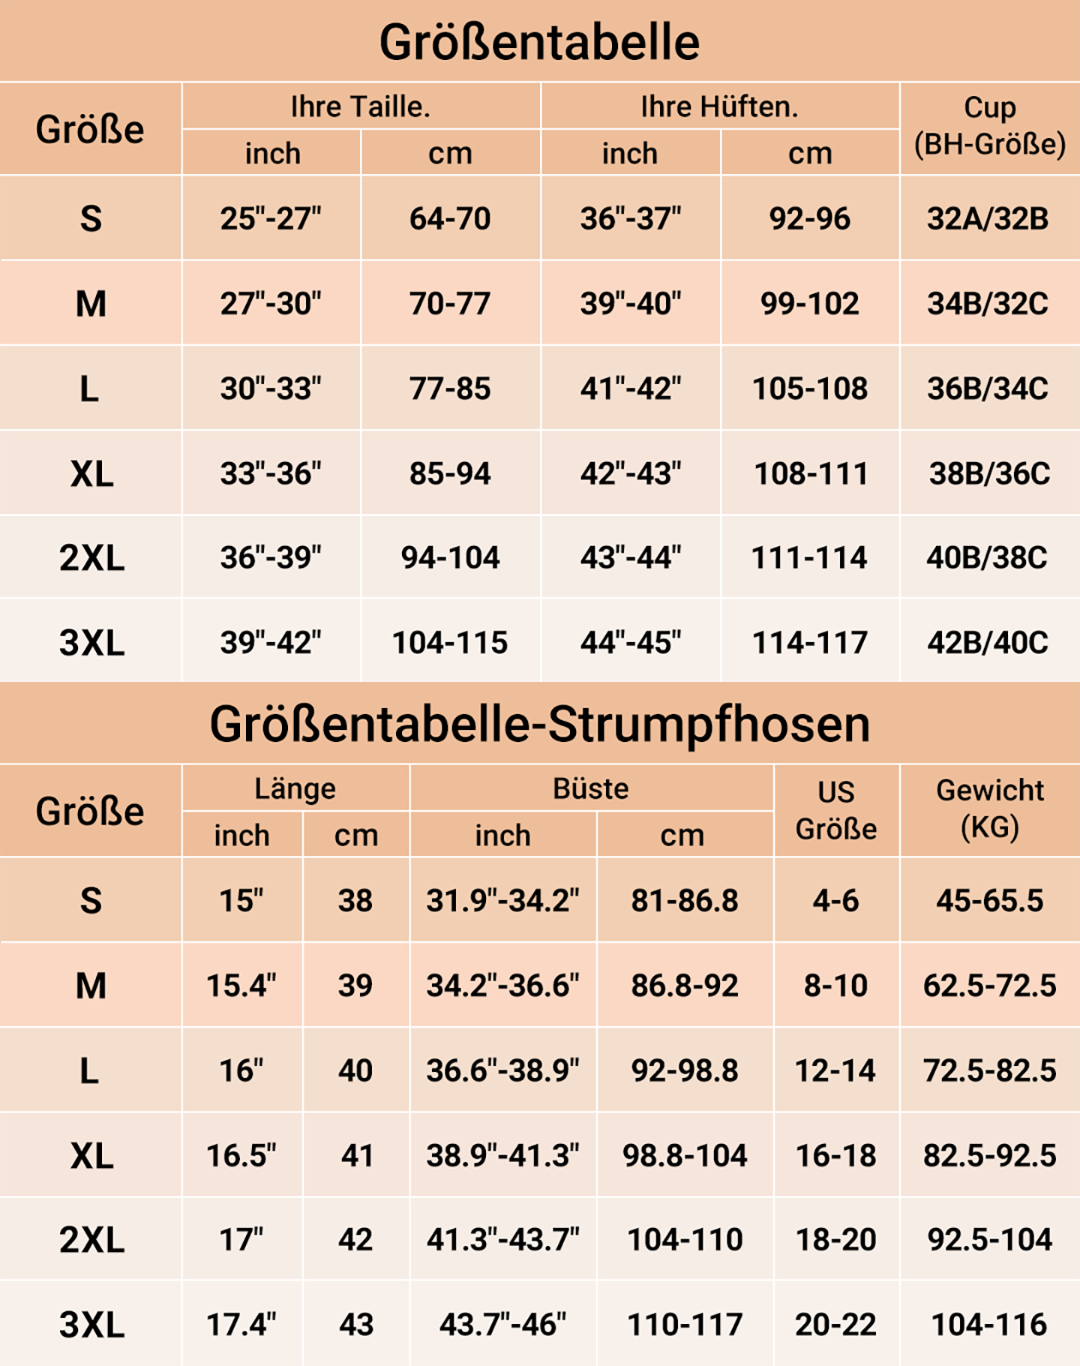 Größentabelle
Größe Ihre Taille. Ihre Hüften. Cup (BH-Größe)
inch cm inch cm
S 25"-27" 64-70 36"-37" 92-96 32A/32B
M 27"-30" 70-77 39"-40" 99-102 34B/32C
L 30"-33" 77-85 41"-42" 105-108 36B/34C
XL 33"-36" 85-94 42"-43" 108-111 38B/36C
2XL 36"-39" 94-104 43"-44" 111-114 40B/38C
3XL 39"-42" 104-115 44"-45" 114-117 42B/40C
Größentabelle-Strumpfhosen
Größe Länge Büste US Größe Gewicht (KG)
inch cm inch cm
S 15" 38 31.9"-34.2" 81-86.8 4-6 45-65.5
M 15.4" 39 34.2"-36.6" 86.8-92 8-10 62.5-72.5
L 16" 40 36.6"-38.9" 92-98.8 12-14 72.5-82.5
XL 16.5" 41 38.9"-41.3" 98.8-104 16-18 82.5-92.5
2XL 17" 42 41.3"-43.7" 104-110 18-20 92.5-104
3XL 17.4" 43 43.7"-46" 110-117 20-22 104-116